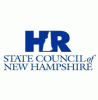 HR
STATE COUNCIL of
NEW HAMPSHIRE